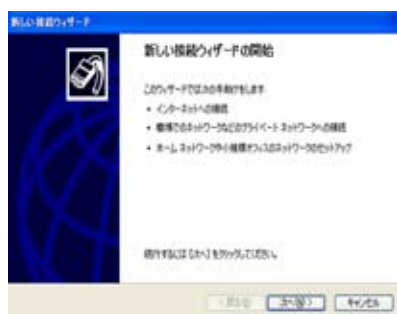 新しい接続ウィザード
新しい接続ウィザードの開始
このウィザードでは次の手助けをします
• インターネットへの接続
• 職場でのネットワークなどのプライベート ネットワークへの接続
• ホーム ネットワークや小規模オフィスのネットワークのセットアップ
続行するには [次へ] をクリックしてください。
< 戻る(B)
次へ(N) >
キャンセル